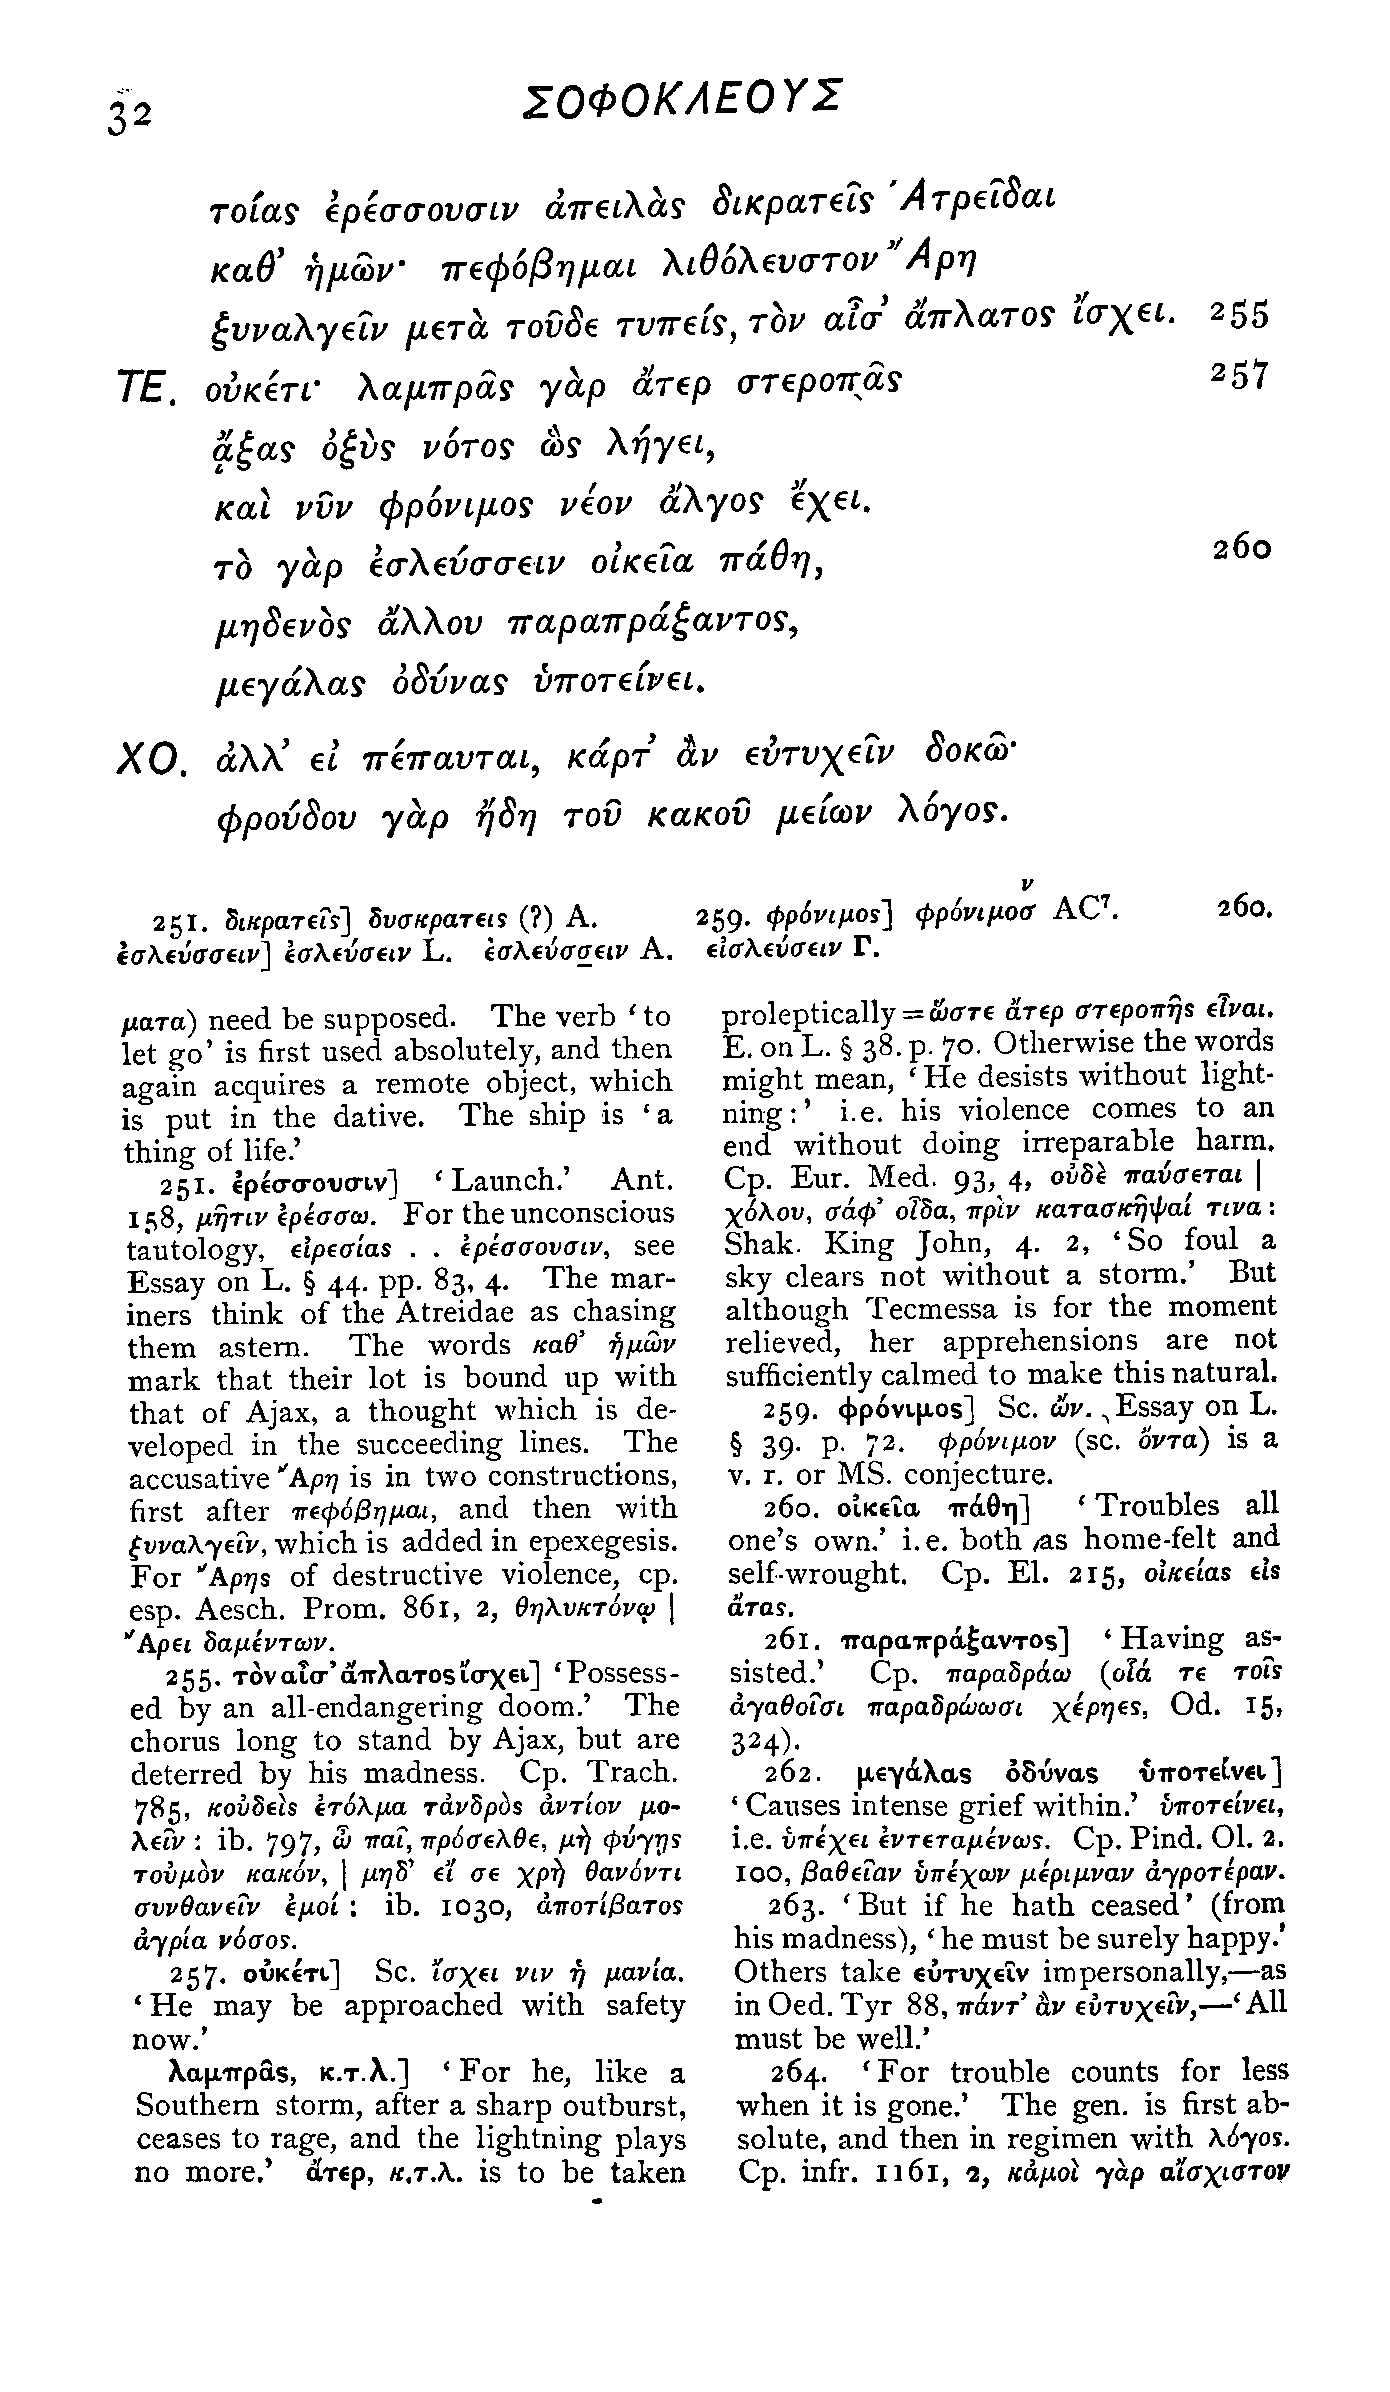 32
ΣΟΦΟΚΛΕΟΥΣ
τοίας ἐρέσσουσιν ἀπειλὰς δικρατεῖς Ἀτρεῖδαι
καθ’ ἡμῶν· πεφόβημαι λιθόλευστον Ἄρη
ξυναλγεῖν μετὰ τοῦδε τυπείς, τὸν αἶσ’ ἄπλατος ἴσχει. 255
ΤΕ. οὐκέτι· λαμπρᾶς γὰρ ἄτερ στεροπᾶς 257
ᾄξας ὀξὺς νότος ὣς λήγει,
καὶ νῦν φρόνιμος νέον ἄλγος ἔχει.
τὸ γὰρ ἐσλεύσσειν οἰκεῖα πάθη, 260
μηδενὸς ἄλλου παραπράξαντος,
μεγάλας ὀδύνας ὑποτείνει.
ΧΟ. ἀλλ’ εἰ πέπαυται, κάρτ’ ἂν εὐτυχεῖν δοκῶ·
φρούδου γὰρ ἤδη τοῦ κακοῦ μείων λόγος.
ν
251. δικρατεῖς] δυσκρατεις (?) A. 259. φρόνιμος] φρόνιμοσ AC⁷. 260.
ἐσλεύσσειν] ἐσλεύσειν L. ἐσλεύσσειν A. εἰσλεύσειν Γ.
ματα) need be supposed. The verb ‘to
let go’ is first used absolutely, and then
again acquires a remote object, which
is put in the dative. The ship is ‘a
thing of life.’
251. ἐρέσσουσιν] ‘Launch.’ Ant.
158, μῆτιν ἐρέσσω. For the unconscious
tautology, εἰρεσίας . . ἐρέσσουσιν, see
Essay on L. § 44. pp. 83, 4. The mar-
iners think of the Atreidae as chasing
them astern. The words καθ’ ἡμῶν
mark that their lot is bound up with
that of Ajax, a thought which is de-
veloped in the succeeding lines. The
accusative Ἄρη is in two constructions,
first after πεφόβημαι, and then with
ξυναλγεῖν, which is added in epexegesis.
For Ἄρης of destructive violence, cp.
esp. Aesch. Prom. 861, 2, θηλυκτόνῳ |
Ἄρει δαμέντων.
255. τὸν αἶσ’ ἄπλατος ἴσχει] ‘Possess-
ed by an all-endangering doom.’ The
chorus long to stand by Ajax, but are
deterred by his madness. Cp. Trach.
785, κοὐδεὶς ἐτόλμα τἀνδρὸς ἀντίον μο-
λεῖν : ib. 797, ὦ παῖ, πρόσελθε, μὴ φύγῃς
τοὐμὸν κακόν, | μηδ’ εἴ σε χρὴ θανόντι
συνθανεῖν ἐμοί : ib. 1030, ἀποτίβατος
ἀγρία νόσος.
257. οὐκέτι] Sc. ἴσχει νιν ἡ μανία.
‘He may be approached with safety
now.’
λαμπρᾶς, κ.τ.λ.] ‘For he, like a
Southern storm, after a sharp outburst,
ceases to rage, and the lightning plays
no more.’ ἄτερ, κ.τ.λ. is to be taken
proleptically = ὥστε ἄτερ στεροπῆς εἶναι.
E. on L. § 38. p. 70. Otherwise the words
might mean, ‘He desists without light-
ning:’ i.e. his violence comes to an
end without doing irreparable harm.
Cp. Eur. Med. 93, 4, οὐδὲ παύσεται |
χόλου, σάφ’ οἶδα, πρὶν κατασκῆψαί τινα :
Shak. King John, 4. 2, ‘So foul a
sky clears not without a storm.’ But
although Tecmessa is for the moment
relieved, her apprehensions are not
sufficiently calmed to make this natural.
259. φρόνιμος] Sc. ὤν. Essay on L.
§ 39. p. 72. φρόνιμον (sc. ὄντα) is a
v. r. or MS. conjecture.
260. οἰκεῖα πάθη] ‘Troubles all
one’s own.’ i.e. both as home-felt and
self-wrought. Cp. El. 215, οἰκείας εἰς
ἄτας.
261. παραπράξαντος] ‘Having as-
sisted.’ Cp. παραδράω (οἷά τε τοῖς
ἀγαθοῖσι παραδρώωσι χέρηες, Od. 15,
324).
262. μεγάλας ὀδύνας ὑποτείνει]
‘Causes intense grief within.’ ὑποτείνει,
i.e. ὑπέχει ἐντεταμένως. Cp. Pind. Ol. 2.
100, βαθεῖαν ὑπέχων μέριμναν ἀγροτέραν.
263. ‘But if he hath ceased’ (from
his madness), ‘he must be surely happy.’
Others take εὐτυχεῖν impersonally,—as
in Oed. Tyr 88, πάντ’ ἂν εὐτυχεῖν,—‘All
must be well.’
264. ‘For trouble counts for less
when it is gone.’ The gen. is first ab-
solute, and then in regimen with λόγος.
Cp. infr. 1161, 2, κἀμοὶ γὰρ αἴσχιστον